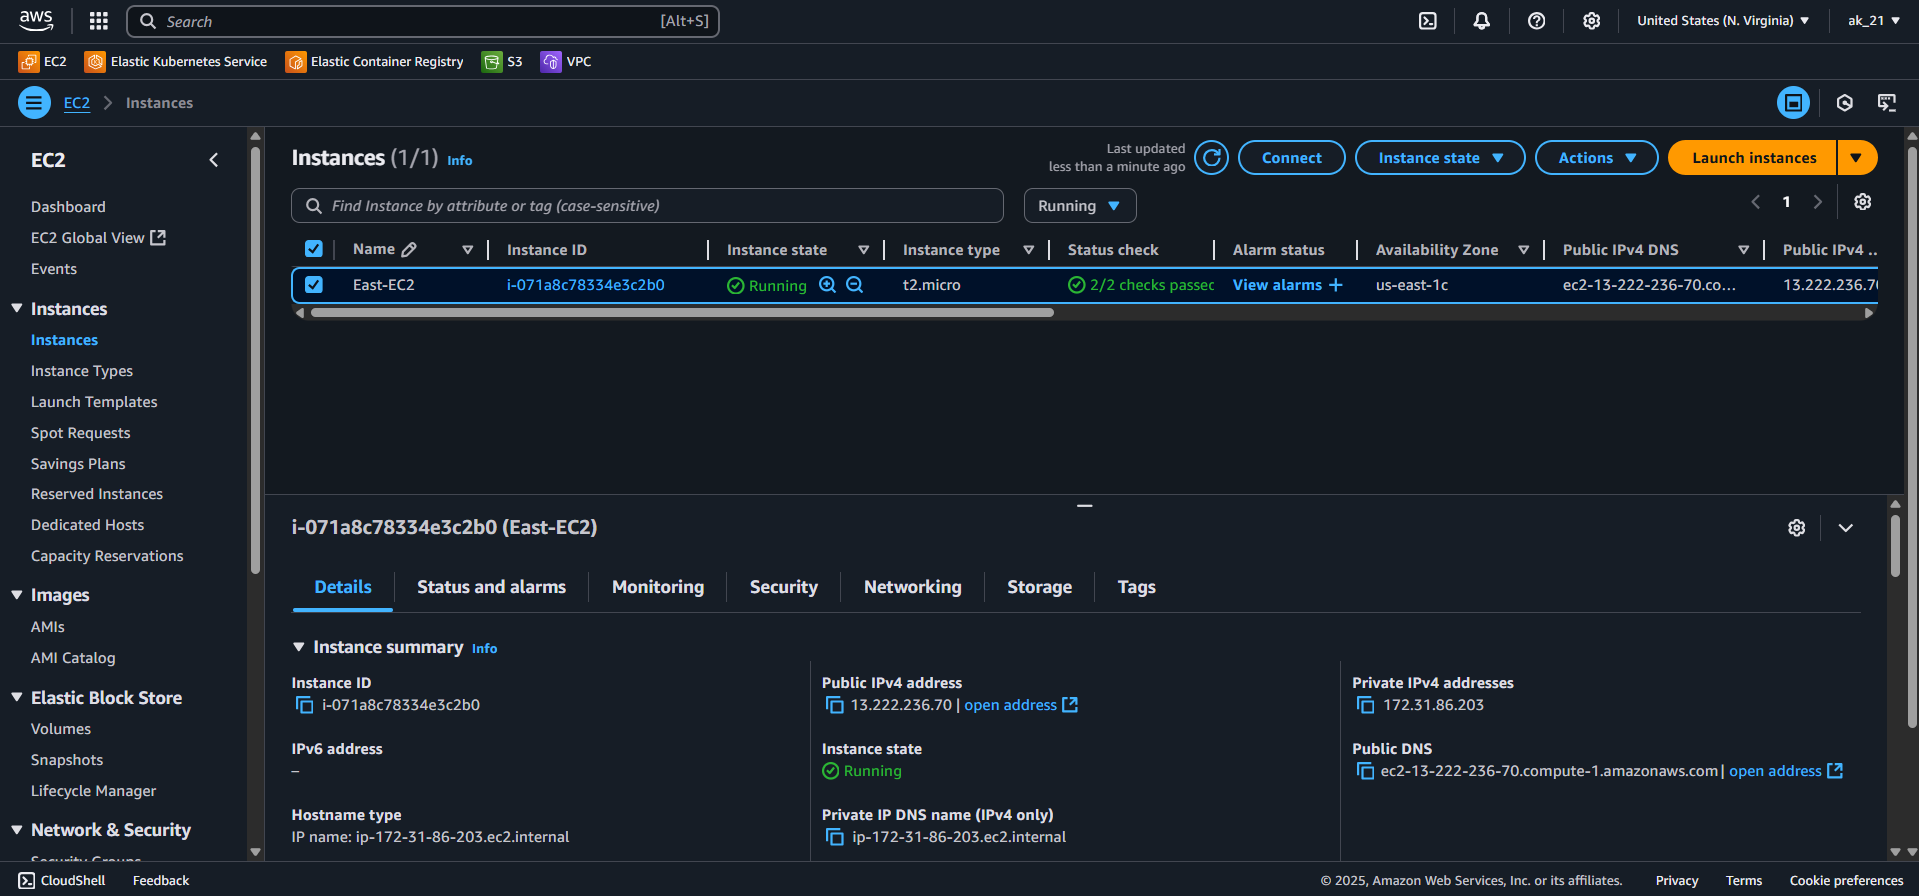 aws
Search [Alt+S]
United States (N. Virginia)
ak_21
EC2
Elastic Kubernetes Service
Elastic Container Registry
S3
VPC
EC2 > Instances
EC2
Dashboard
EC2 Global View
Events
Instances
Instances
Instance Types
Launch Templates
Spot Requests
Savings Plans
Reserved Instances
Dedicated Hosts
Capacity Reservations
Images
AMIs
AMI Catalog
Elastic Block Store
Volumes
Snapshots
Lifecycle Manager
Network & Security
Security Groups
Instances (1/1) Info
Last updated
less than a minute ago
Connect
Instance state
Actions
Launch instances
Find Instance by attribute or tag (case-sensitive)
Running
1
Name Instance ID Instance state Instance type Status check Alarm status Availability Zone Public IPv4 DNS Public IPv4 ..
East-EC2 i-071a8c78334e3c2b0 Running t2.micro 2/2 checks passec View alarms + us-east-1c ec2-13-222-236-70.co... 13.222.236.7
i-071a8c78334e3c2b0 (East-EC2)
Details
Status and alarms
Monitoring
Security
Networking
Storage
Tags
Instance summary Info
Instance ID
i-071a8c78334e3c2b0
Public IPv4 address
13.222.236.70 | open address
Private IPv4 addresses
172.31.86.203
IPv6 address
–
Instance state
Running
Public DNS
ec2-13-222-236-70.compute-1.amazonaws.com | open address
Hostname type
IP name: ip-172-31-86-203.ec2.internal
Private IP DNS name (IPv4 only)
ip-172-31-86-203.ec2.internal
CloudShell
Feedback
© 2025, Amazon Web Services, Inc. or its affiliates.
Privacy
Terms
Cookie preferences